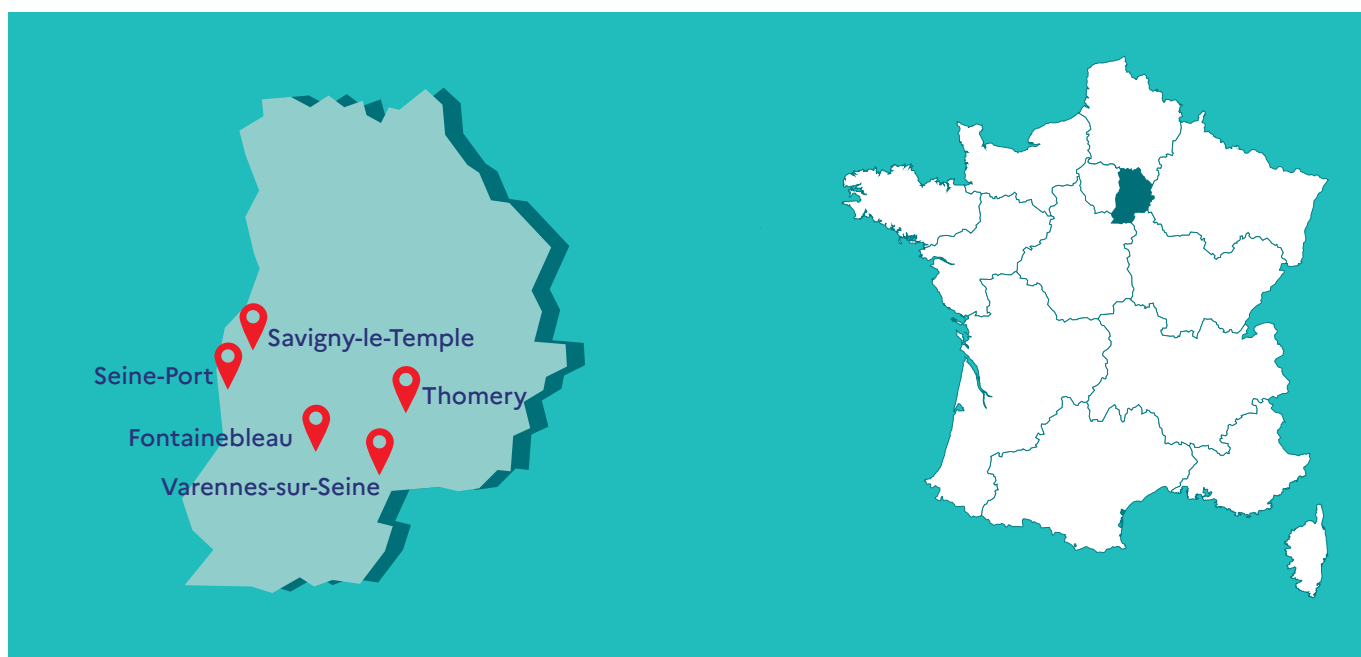 Savigny-le-Temple
Seine-Port
Thomery
Fontainebleau
Varennes-sur-Seine